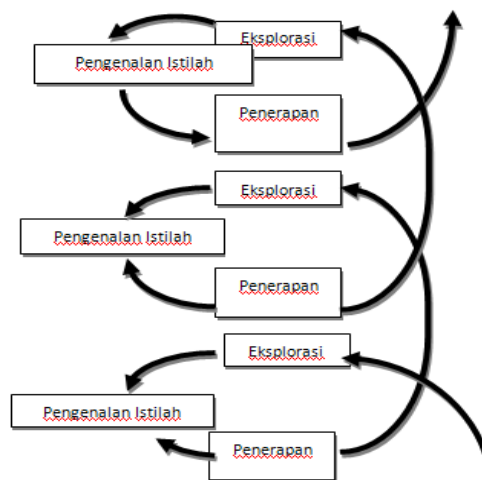 Eksplorasi
Pengenalan Istilah
Penerapan
Eksplorasi
Pengenalan Istilah
Penerapan
Eksplorasi
Pengenalan Istilah
Penerapan